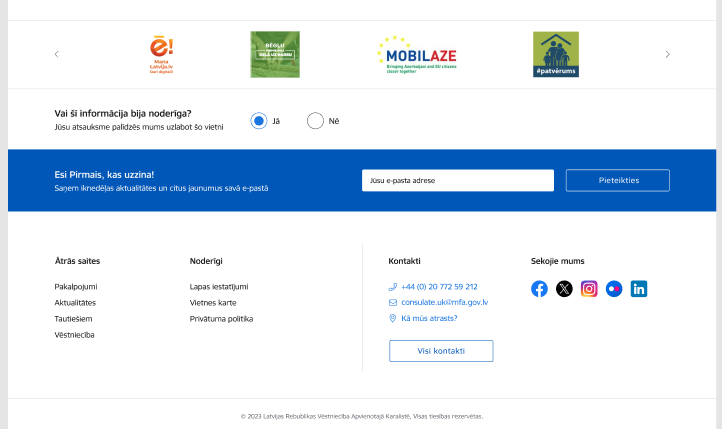 ē!
Mana
Latvija.lv
Dari digitāli!
BĒGĻU
MOBILAZE
Bringing Azerbaijani and EU citizens
closer together
#patvērums
Vai šī informācija bija noderīga?
Jūsu atsauksme palīdzēs mums uzlabot šo vietni
Jā
Nē
Esi Pirmais, kas uzzina!
Saņem iknedēļas aktualitātes un citus jaunumus savā e-pastā
Jūsu e-pasta adrese
Pieteikties
Ātrās saites
Pakalpojumi
Aktualitātes
Tautiešiem
Vēstniecība
Noderīgi
Lapas iestatījumi
Vietnes karte
Privātuma politika
Kontakti
+44 (0) 20 772 59 212
consulate.uk@mfa.gov.lv
Kā mūs atrast?
Visi kontakti
Sekojie mums
© 2023 Latvijas Republikas Vēstniecība Apvienotajā Karalistē, Visas tiesības rezervētas.